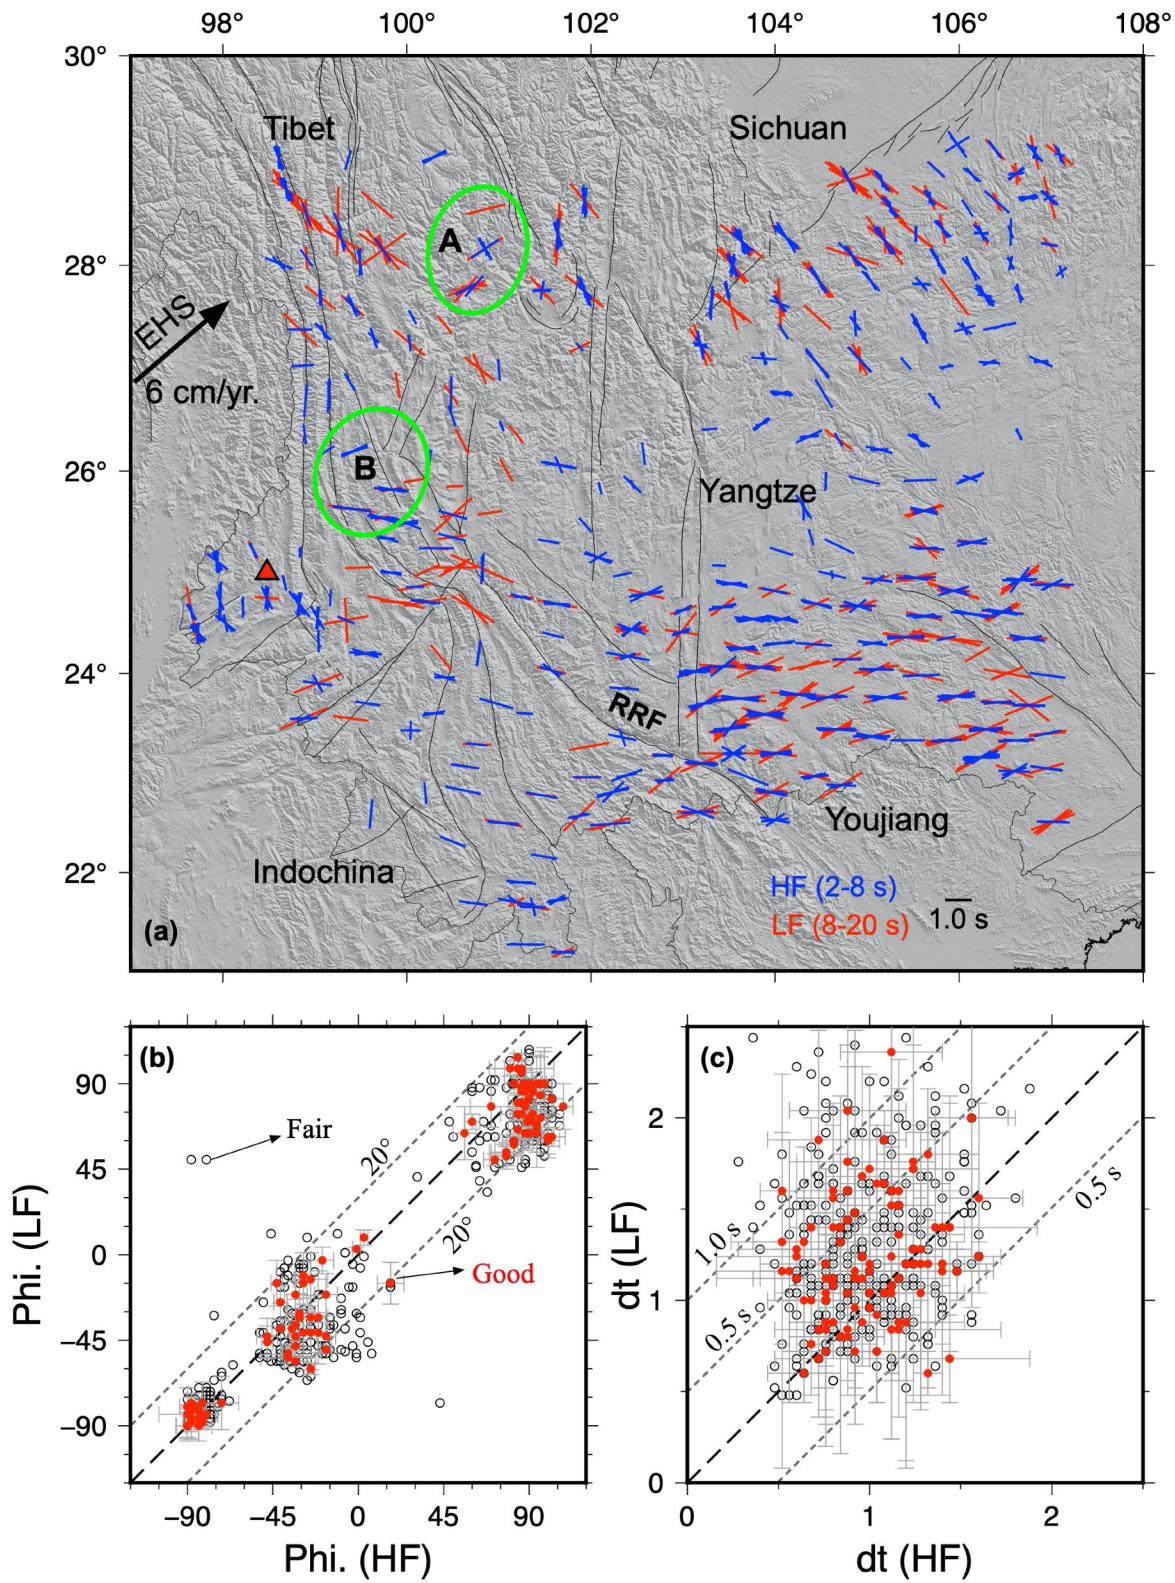 98° 100° 102° 104° 106° 108°
30°
28°
26°
24°
22°
Tibet
Sichuan
A
EHS
6 cm/yr.
B
Yangtze
RRF
Youjiang
Indochina
HF (2-8 s)
LF (8-20 s)
1.0 s
(a)
(b)
Phi. (LF)
90
45
0
−45
−90
Fair
20°
20°
Good
−90 −45 0 45 90
Phi. (HF)
(c)
dt (LF)
2
1
0
1.0 s
0.5 s
0.5 s
0 1 2
dt (HF)